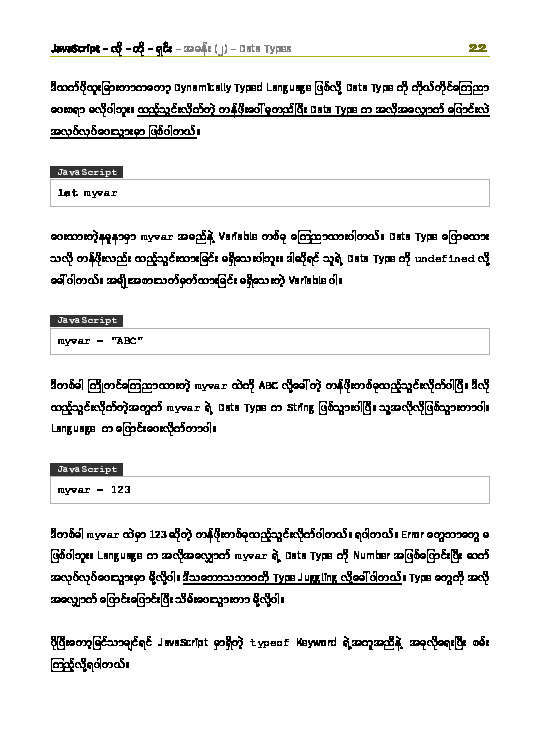 JavaScript – လို – တို – ရှင်း – အခန်း (၂) – Data Types 22
ဒီထက်ပိုထူးခြားတာကတော့ Dynamically Typed Language ဖြစ်လို့ Data Type ကို ကိုယ်တိုင်ကြေညာ
ပေးစရာ မလိုပါဘူး။ ထည့်သွင်းလိုက်တဲ့ တန်ဖိုးပေါ်မူတည်ပြီး Data Type က အလိုအလျှောက် ပြောင်းလဲ
အလုပ်လုပ်ပေးသွားမှာ ဖြစ်ပါတယ်။
JavaScript
let myvar
ပေးထားတဲ့နမူနာမှာ myvar အမည်နဲ့ Variable တစ်ခု ကြေညာထားပါတယ်။ Data Type ပြောမထား
သလို တန်ဖိုးလည်း ထည့်သွင်းထားခြင်း မရှိသေးပါဘူး။ ဒါဆိုရင် သူ့ရဲ့ Data Type ကို undefined လို့
ခေါ်ပါတယ်။ အမျိုးအစားသတ်မှတ်ထားခြင်း မရှိသေးတဲ့ Variable ပါ။
JavaScript
myvar = "ABC"
ဒီတစ်ခါ ကြိုတင်ကြေညာထားတဲ့ myvar ထဲကို ABC လို့ခေါ်တဲ့ တန်ဖိုးတစ်ခုထည့်သွင်းလိုက်ပါပြီ။ ဒီလို
ထည့်သွင်းလိုက်တဲ့အတွက် myvar ရဲ့ Data Type က String ဖြစ်သွားပါပြီ။ သူ့အလိုလိုဖြစ်သွားတာပါ။
Language က ပြောင်းပေးလိုက်တာပါ။
JavaScript
myvar = 123
ဒီတစ်ခါ myvar ထဲမှာ 123 ဆိုတဲ့ တန်ဖိုးတစ်ခုထည့်သွင်းလိုက်ပါတယ်။ ရပါတယ်။ Error တွေဘာတွေ မ
ဖြစ်ပါဘူး။ Language က အလိုအလျှောက် myvar ရဲ့ Data Type ကို Number အဖြစ်ပြောင်းပြီး ဆက်
အလုပ်လုပ်ပေးသွားမှာ မို့လို့ပါ။ ဒီသဘောသဘာဝကို Type Juggling လို့ခေါ်ပါတယ်။ Type တွေကို အလို
အလျှောက် ပြောင်းပြောင်းပြီး သိမ်းပေးသွားတာ မို့လို့ပါ။
ပိုပြီးတော့မြင်သာချင်ရင် JavaScript မှာရှိတဲ့ typeof Keyword ရဲ့အကူအညီနဲ့ အခုလိုရေးပြီး စမ်း
ကြည့်လို့ရပါတယ်။